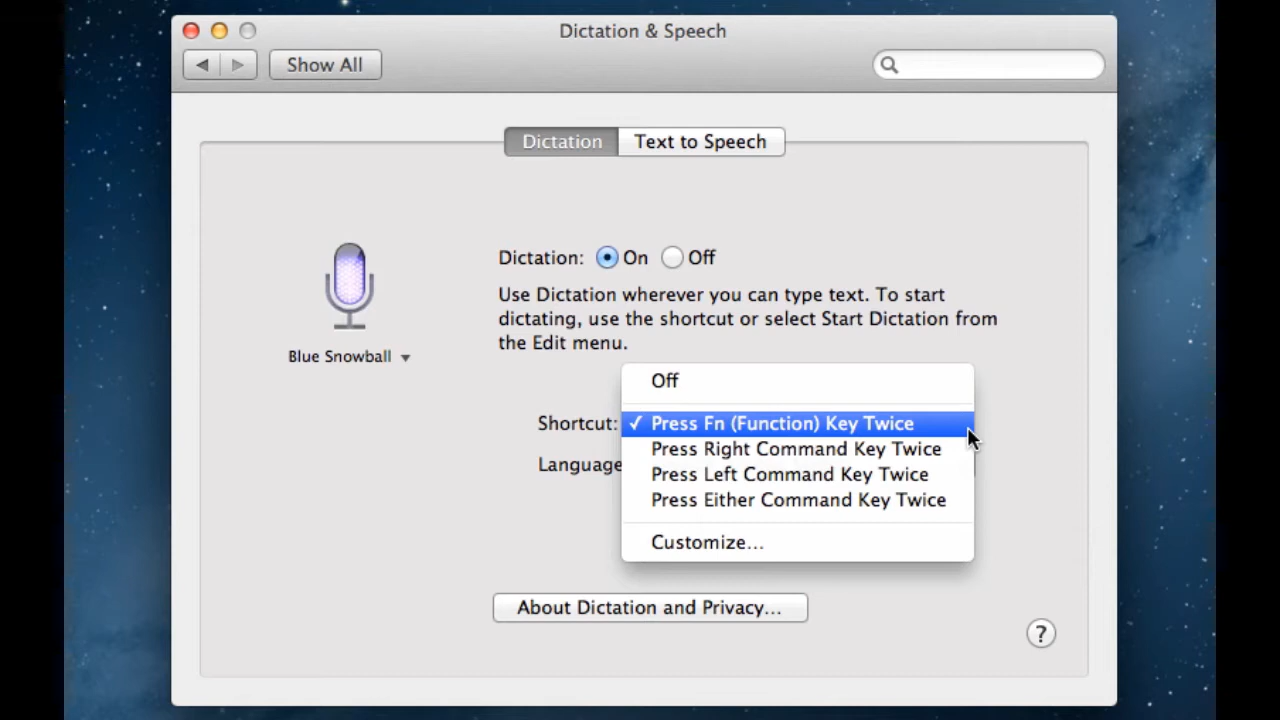 Dictation & Speech
Show All
Dictation
Text to Speech
Dictation: On Off
Use Dictation wherever you can type text. To start
dictating, use the shortcut or select Start Dictation from
the Edit menu.
Blue Snowball
Off
Shortcut: ✓ Press Fn (Function) Key Twice
Press Right Command Key Twice
Language
Press Left Command Key Twice
Press Either Command Key Twice
Customize...
About Dictation and Privacy...
?